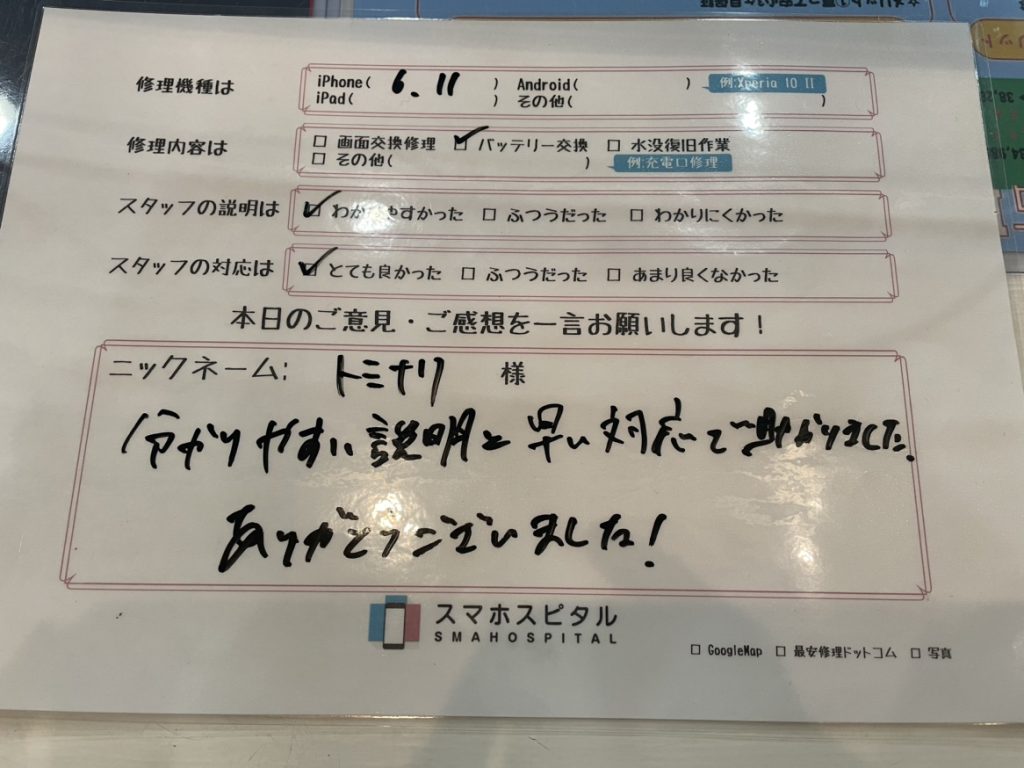 修理機種は
iPhone( 6.11 ) Android( ) 例:Xperia 10 II
iPad( ) その他( )
修理内容は
□ 画面交換修理 ☑ バッテリー交換 □ 水没復旧作業
□ その他( ) 例:充電口修理
スタッフの説明は ☑ わかりやすかった □ ふつうだった □ わかりにくかった
スタッフの対応は ☑ とても良かった □ ふつうだった □ あまり良くなかった
本日のご意見・ご感想を一言お願いします！
ニックネーム: トミナリ 様
分かりやすい説明と早い対応で助かりました。
ありがとうございました！
スマホスピタル
SMAHOSPITAL
□ GoogleMap □ 最安修理ドットコム □ 写真